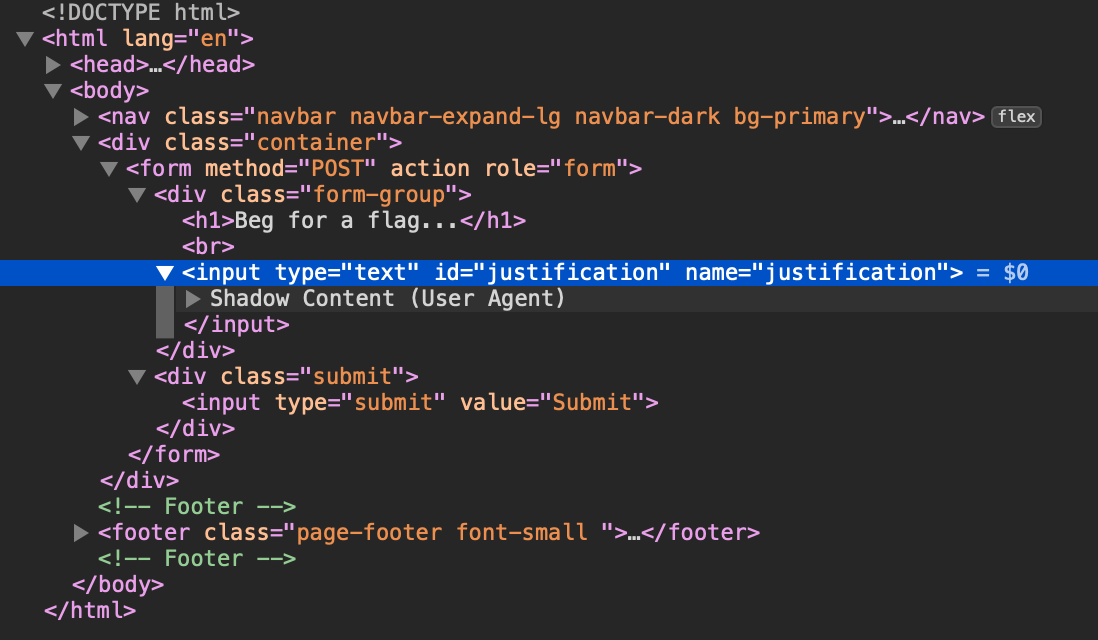 <!DOCTYPE html>
<html lang="en">
<head>…</head>
<body>
<nav class="navbar navbar-expand-lg navbar-dark bg-primary">…</nav> flex
<div class="container">
<form method="POST" action role="form">
<div class="form-group">
<h1>Beg for a flag...</h1>
<br>
<input type="text" id="justification" name="justification"> = $0
Shadow Content (User Agent)
</input>
</div>
<div class="submit">
<input type="submit" value="Submit">
</div>
</form>
</div>
<!-- Footer -->
<footer class="page-footer font-small ">…</footer>
<!-- Footer -->
</body>
</html>